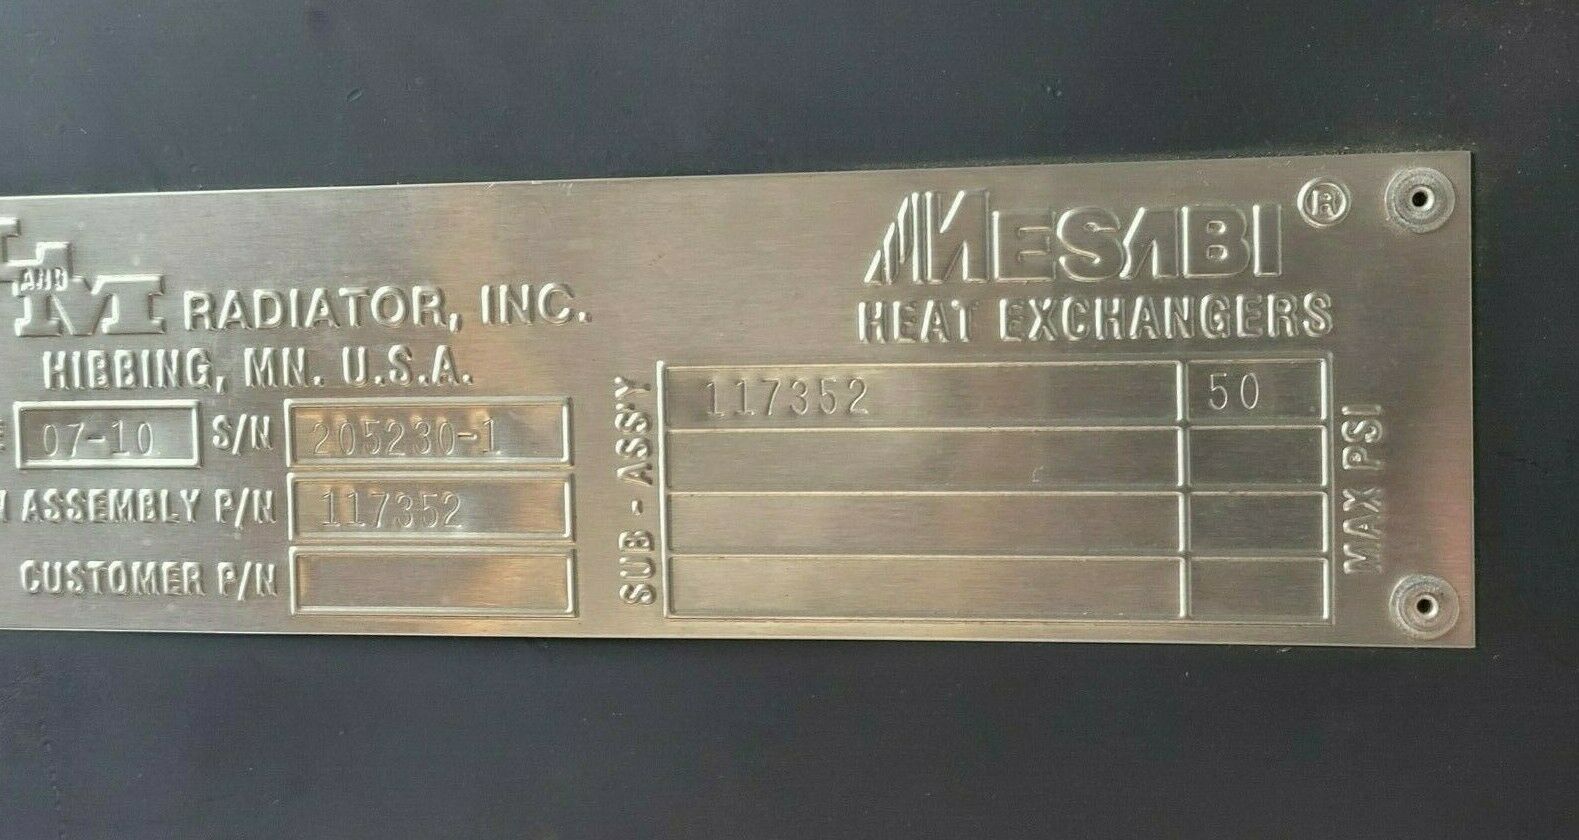 L AND M RADIATOR, INC.
HIBBING, MN. U.S.A.
E 07-10 S/N 205230-1
ASSEMBLY P/N 117352
CUSTOMER P/N
MESABI®
HEAT EXCHANGERS
SUB - ASS'Y
117352 50
MAX PSI